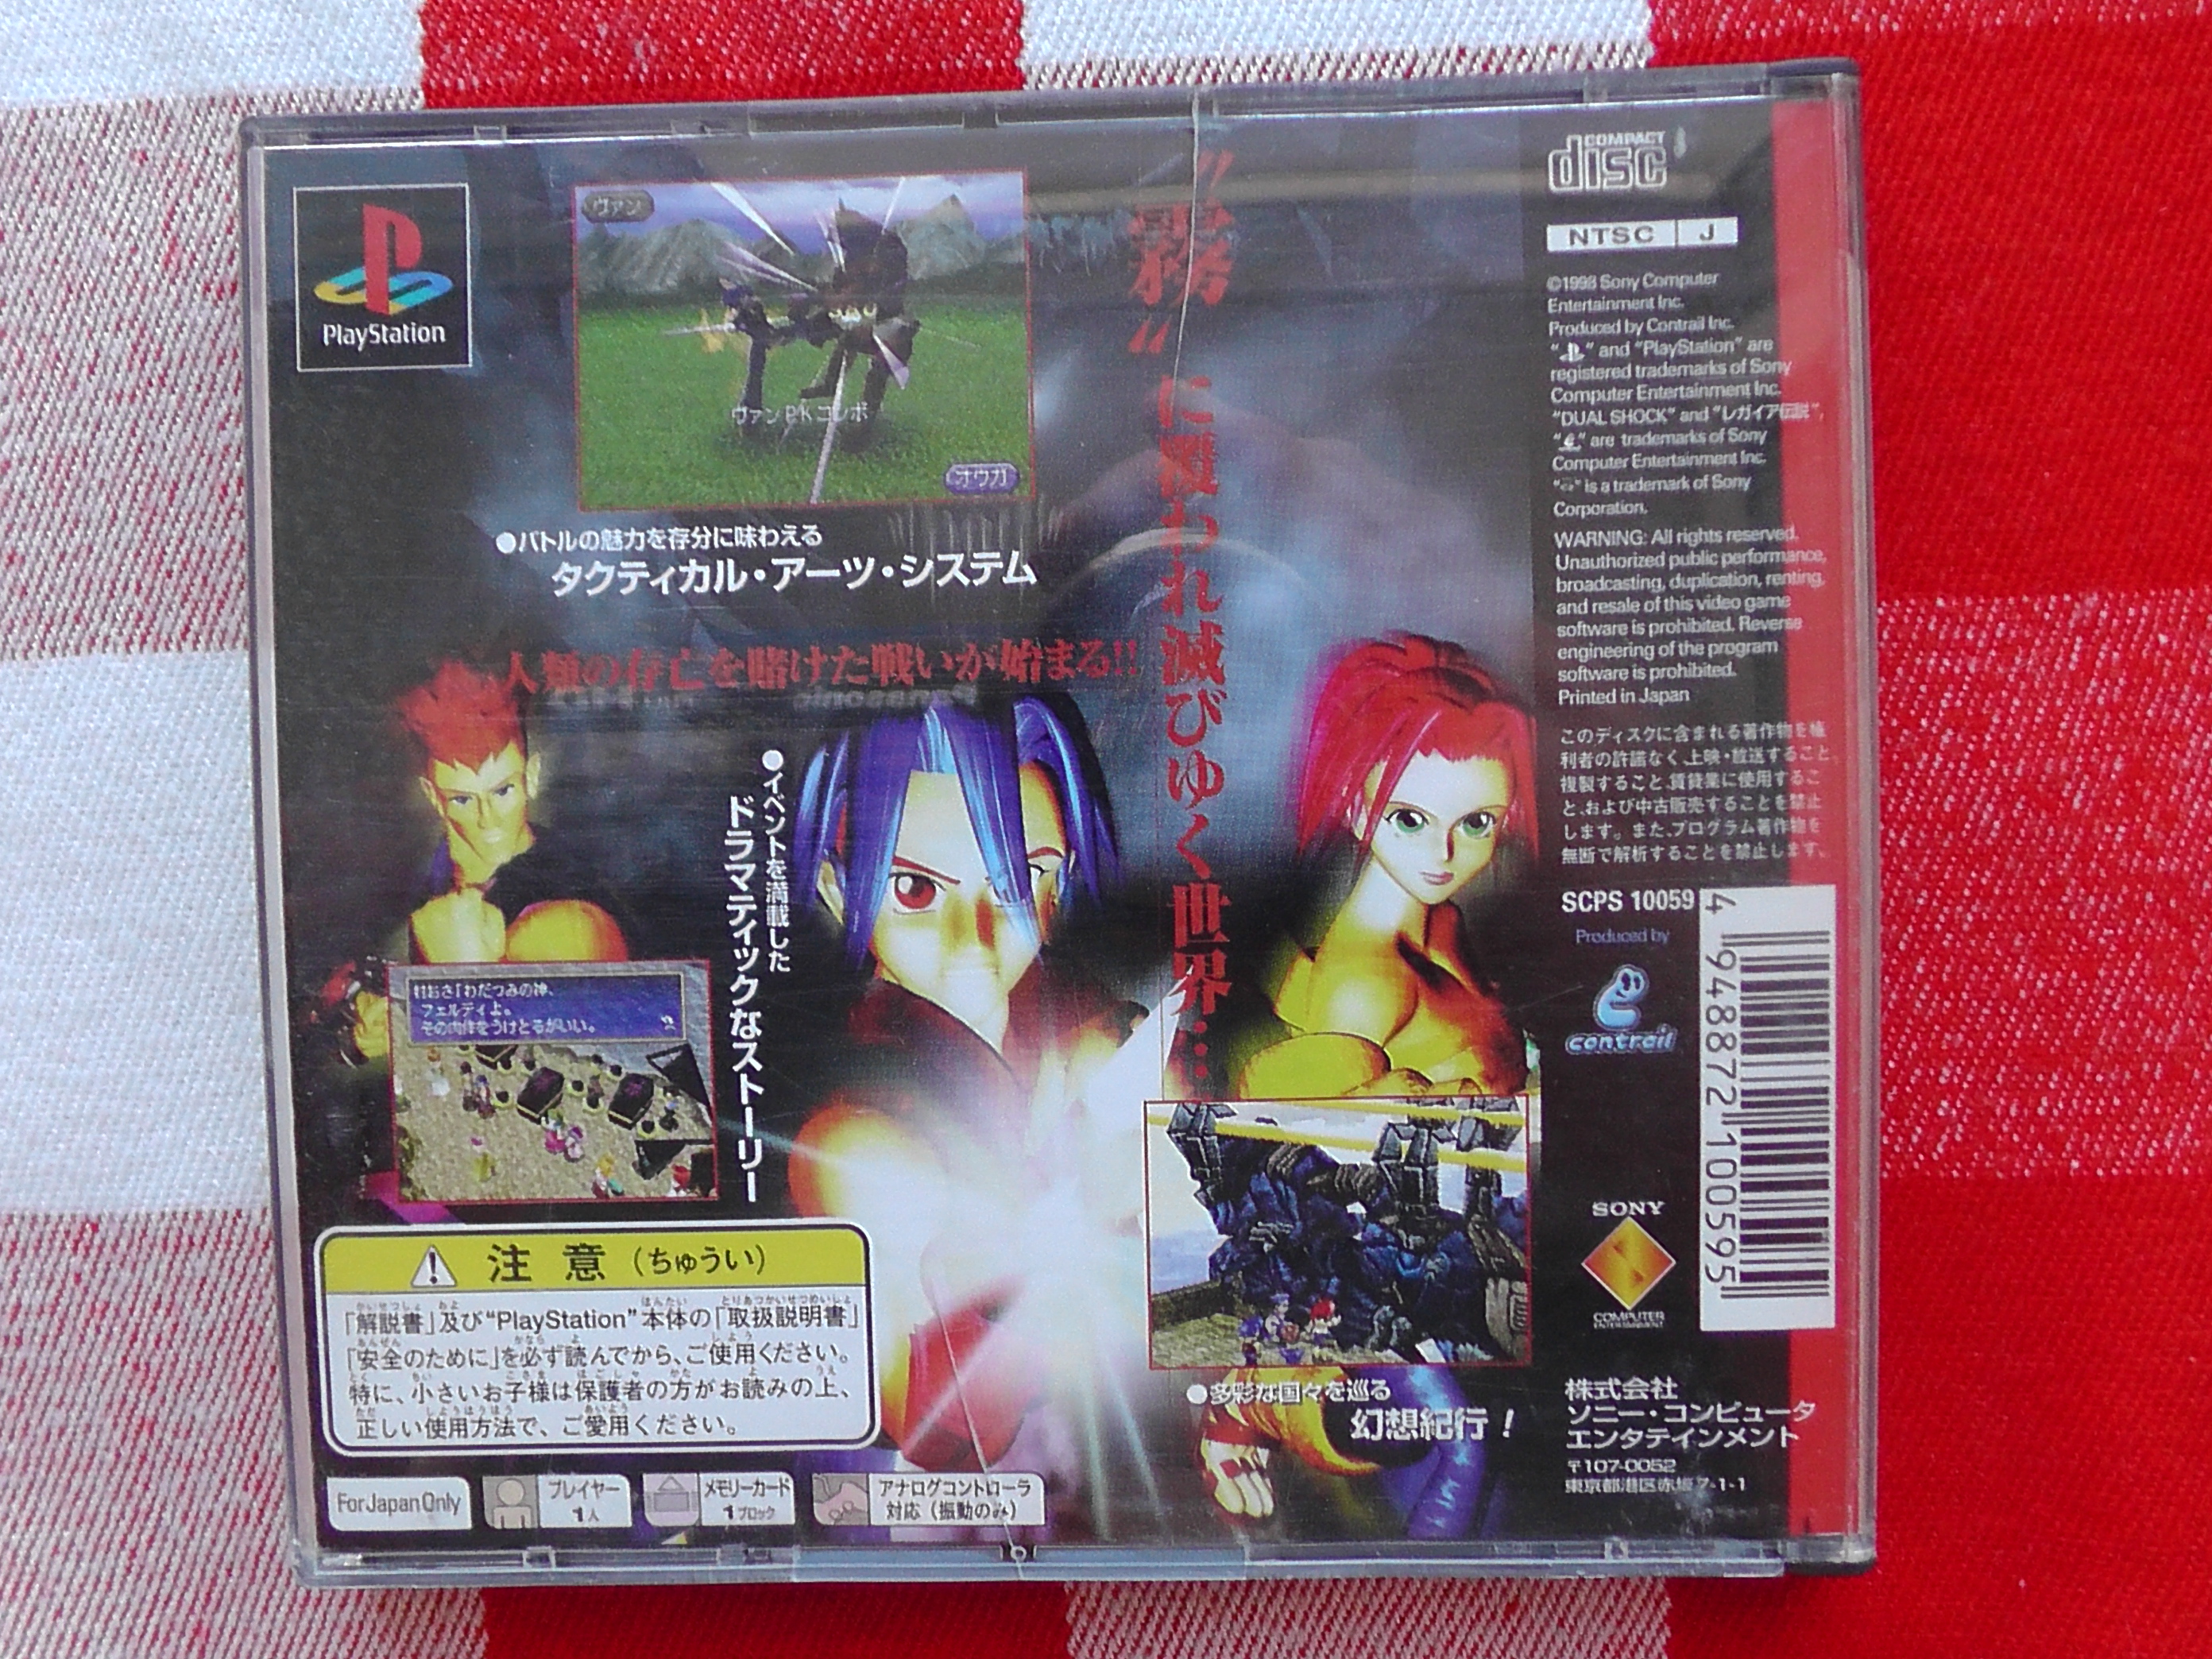 PlayStation
ヴァン
ヴァンPKコンボ
オウガ
●バトルの魅力を存分に味わえる
タクティカル・アーツ・システム
“霧”に覆われ滅びゆく世界…
人類の存亡を賭けた戦いが始まる!!
●イベントを満載した
ドラマティックなストーリー
村おさ「わだつみの神、
フェルディよ。
その肉体をうけとるがいい。
●多彩な国々を巡る
幻想紀行!
注意(ちゅうい)
「解説書」及び“PlayStation”本体の「取扱説明書」
「安全のために」を必ず読んでから、ご使用ください。
特に、小さいお子様は保護者の方がお読みの上、
正しい使用方法で、ご愛用ください。
For Japan Only
プレイヤー
1人
メモリーカード
1ブロック
アナログコントローラ
対応(振動のみ)
COMPACT
disc
NTSC J
©1998 Sony Computer
Entertainment Inc.
Produced by Contrail Inc.
“ ” and “PlayStation” are
registered trademarks of Sony
Computer Entertainment Inc.
“DUAL SHOCK” and “レガイア伝説”,
“ ” are trademarks of Sony
Computer Entertainment Inc.
“ ” is a trademark of Sony
Corporation.
WARNING: All rights reserved.
Unauthorized public performance,
broadcasting, duplication, renting,
and resale of this video game
software is prohibited. Reverse
engineering of the program
software is prohibited.
Printed in Japan
このディスクに含まれる著作物を権
利者の許諾なく、上映・放送すること、
複製すること、賃貸業に使用するこ
と、および中古販売することを禁止
します。また、プログラム著作物を
無断で解析することを禁止します。
SCPS 10059
Produced by
contrail
4 948872 100595
SONY
COMPUTER
ENTERTAINMENT
株式会社
ソニー・コンピュータ
エンタテインメント
〒107-0052
東京都港区赤坂7-1-1